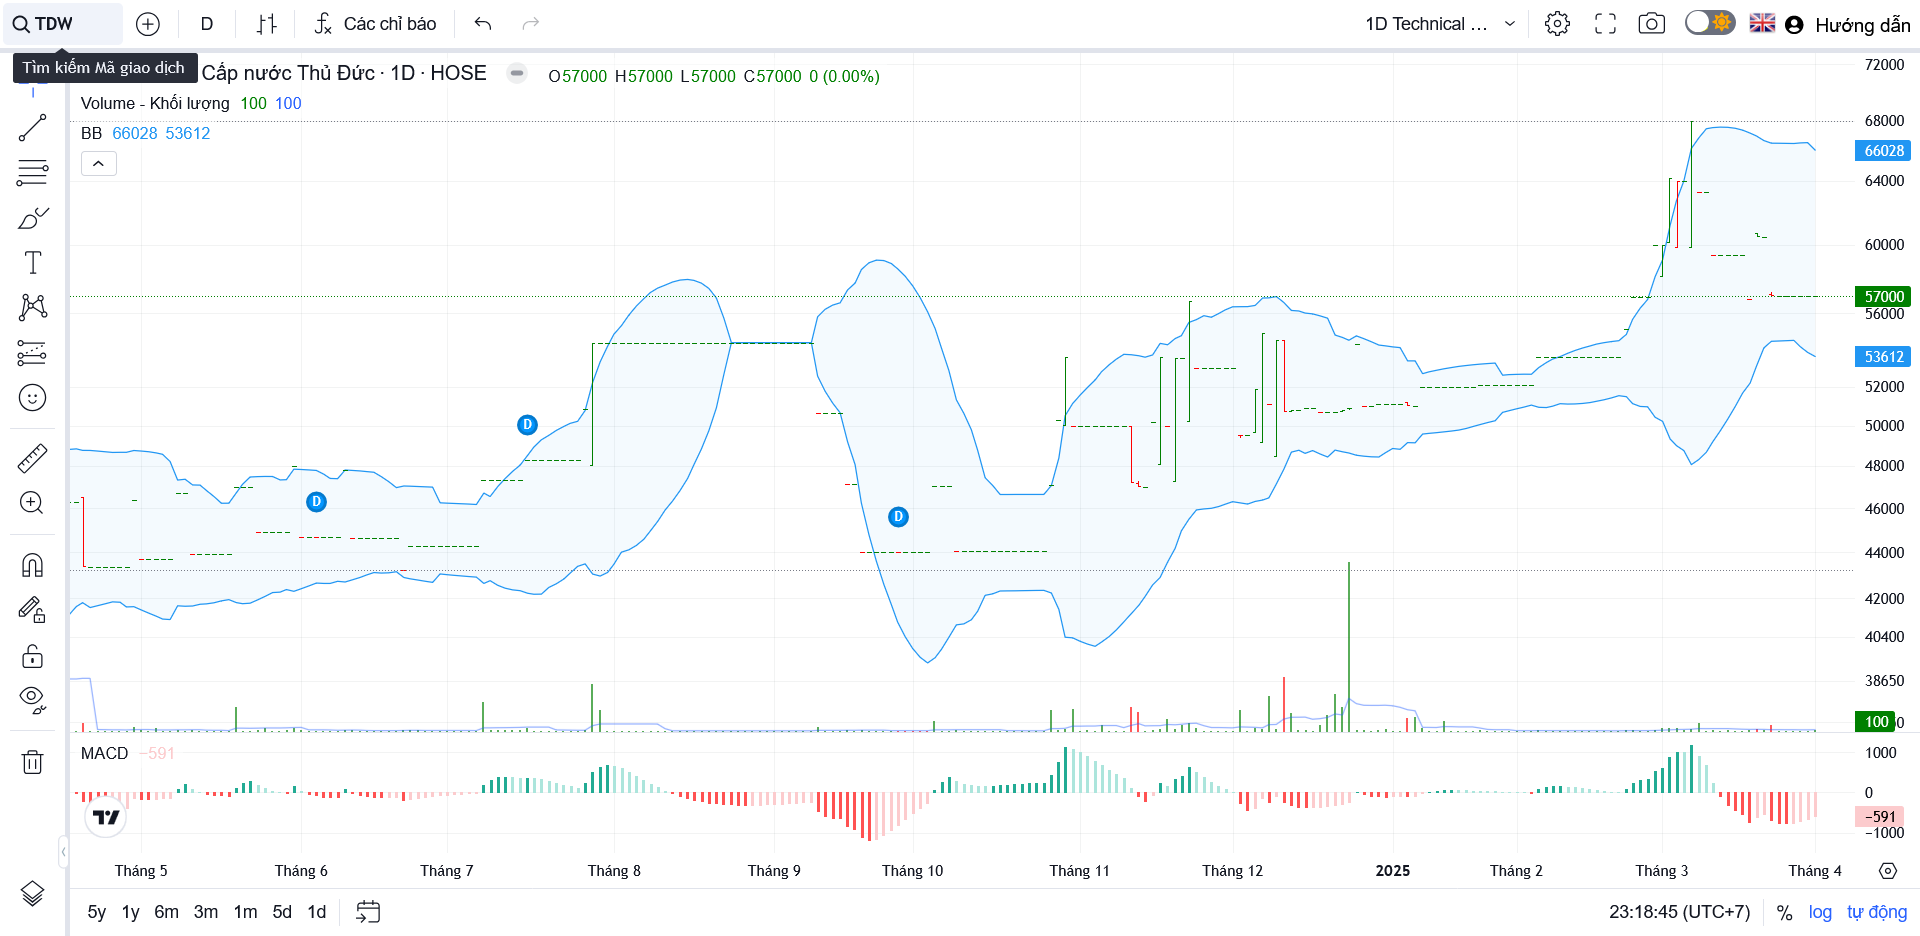 TDW
D
Các chỉ báo
1D Technical ...
Hướng dẫn
Tìm kiếm Mã giao dịch
Cấp nước Thủ Đức · 1D · HOSE
O57000 H57000 L57000 C57000 0 (0.00%)
Volume - Khối lượng 100 100
BB 66028 53612
72000
68000
66028
64000
60000
57000
56000
53612
52000
50000
48000
46000
44000
42000
40400
38650
100
D
D
D
MACD −591
1000
0
−591
−1000
Tháng 5 Tháng 6 Tháng 7 Tháng 8 Tháng 9 Tháng 10 Tháng 11 Tháng 12 2025 Tháng 2 Tháng 3 Tháng 4
5y 1y 6m 3m 1m 5d 1d
23:18:45 (UTC+7) % log tự động